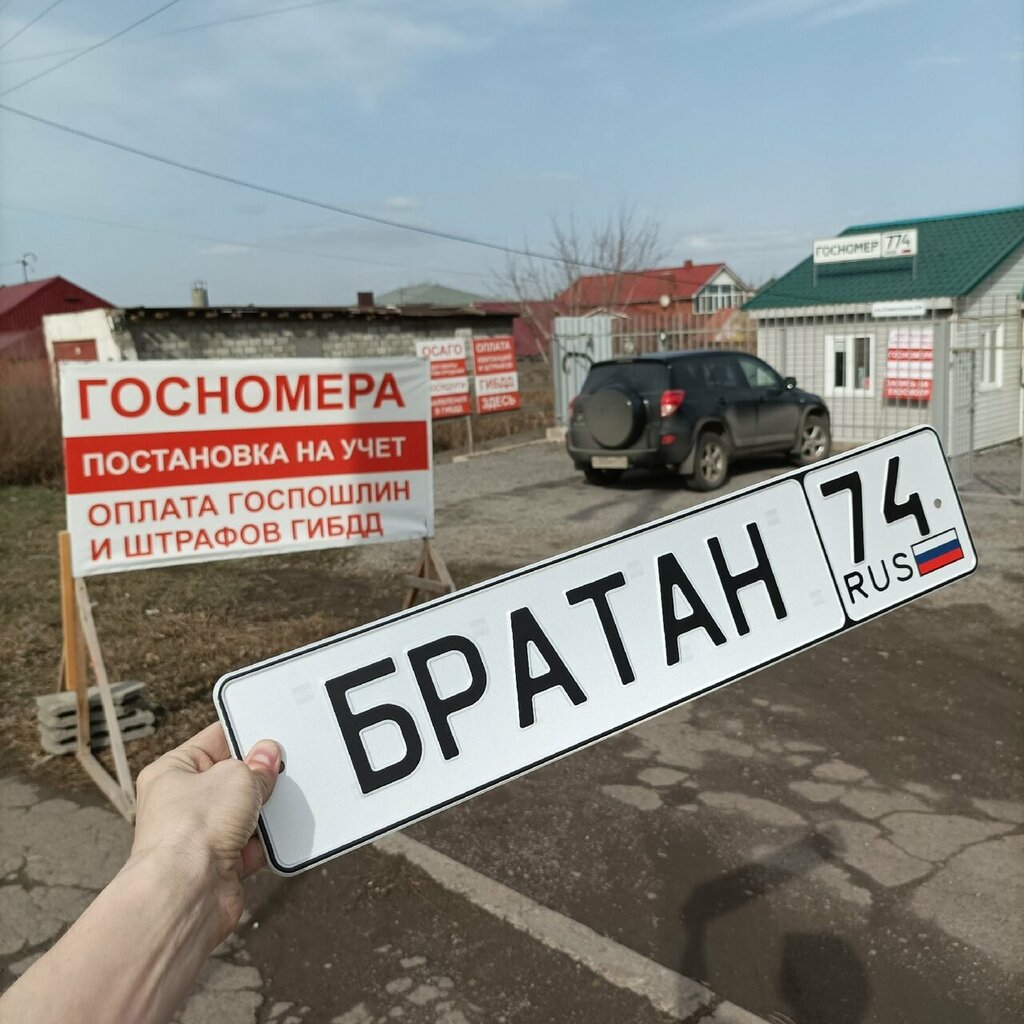 ГОСНОМЕР 774
ОСАГО
ОПЛАТА
ГИБДД
ЗДЕСЬ
ГОСНОМЕРА
ПОСТАНОВКА НА УЧЕТ
ОПЛАТА ГОСПОШЛИН
И ШТРАФОВ ГИБДД
БРАТАН 74
RUS